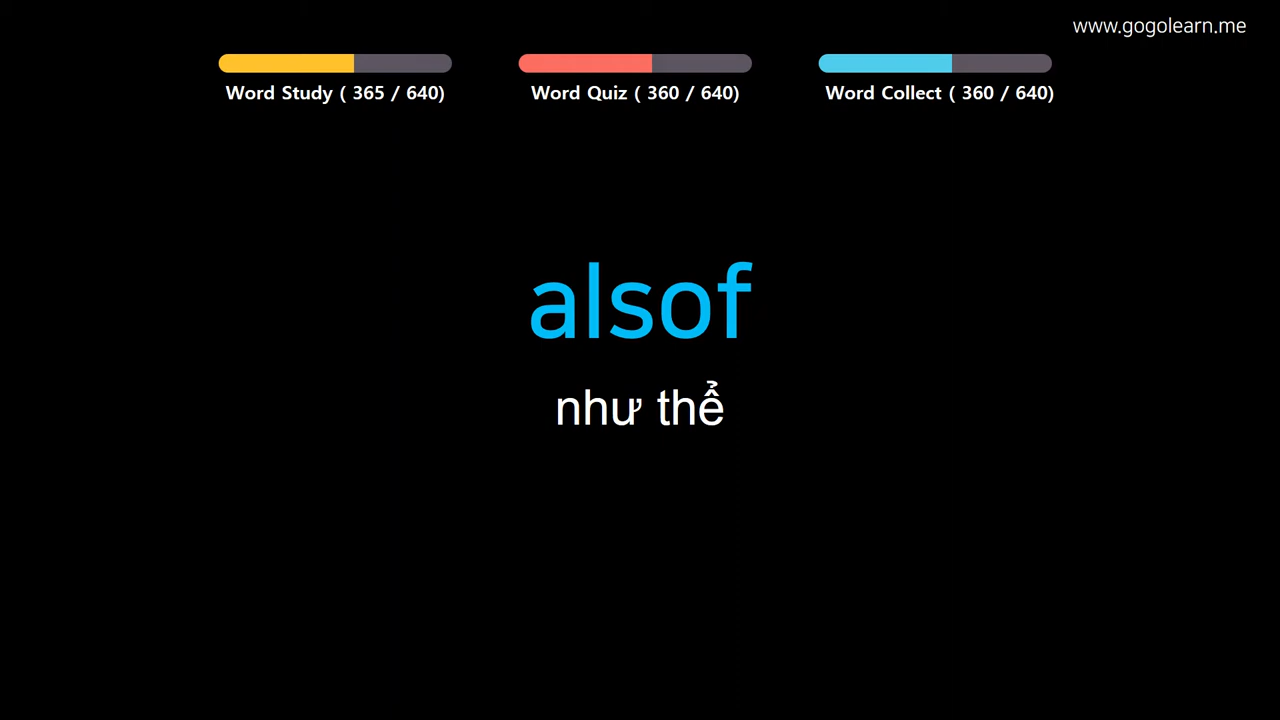 www.gogolearn.me
Word Study ( 365 / 640)
Word Quiz ( 360 / 640)
Word Collect ( 360 / 640)
alsof
như thể